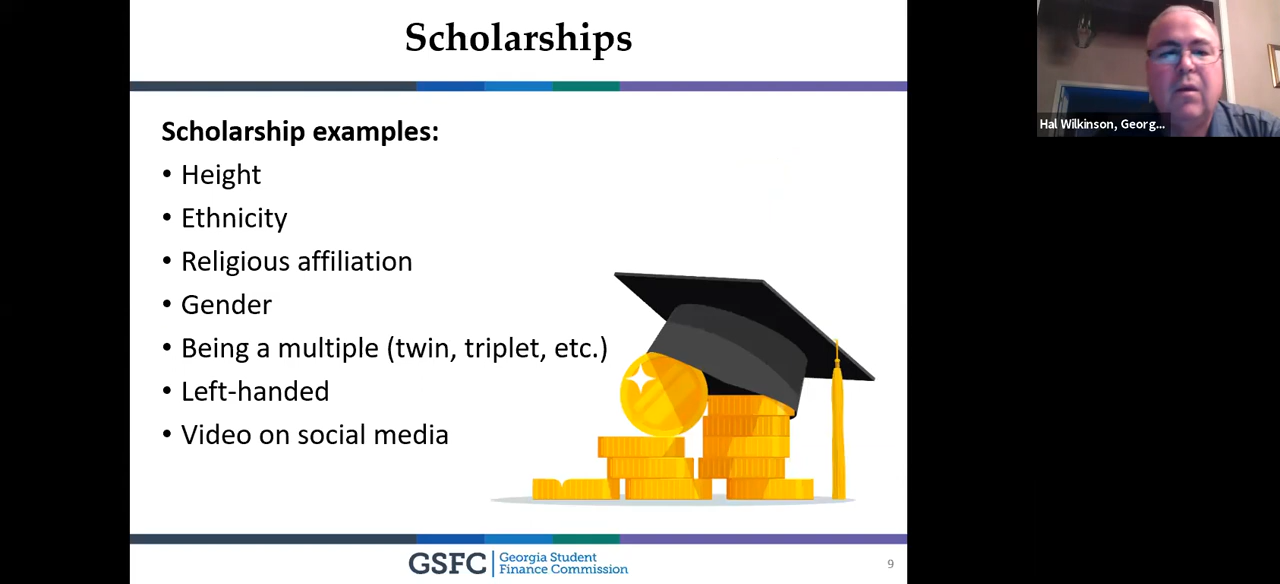 Scholarships
Scholarship examples:
• Height
• Ethnicity
• Religious affiliation
• Gender
• Being a multiple (twin, triplet, etc.)
• Left-handed
• Video on social media
GSFC
Georgia Student
Finance Commission
9
Hal Wilkinson, Georg...